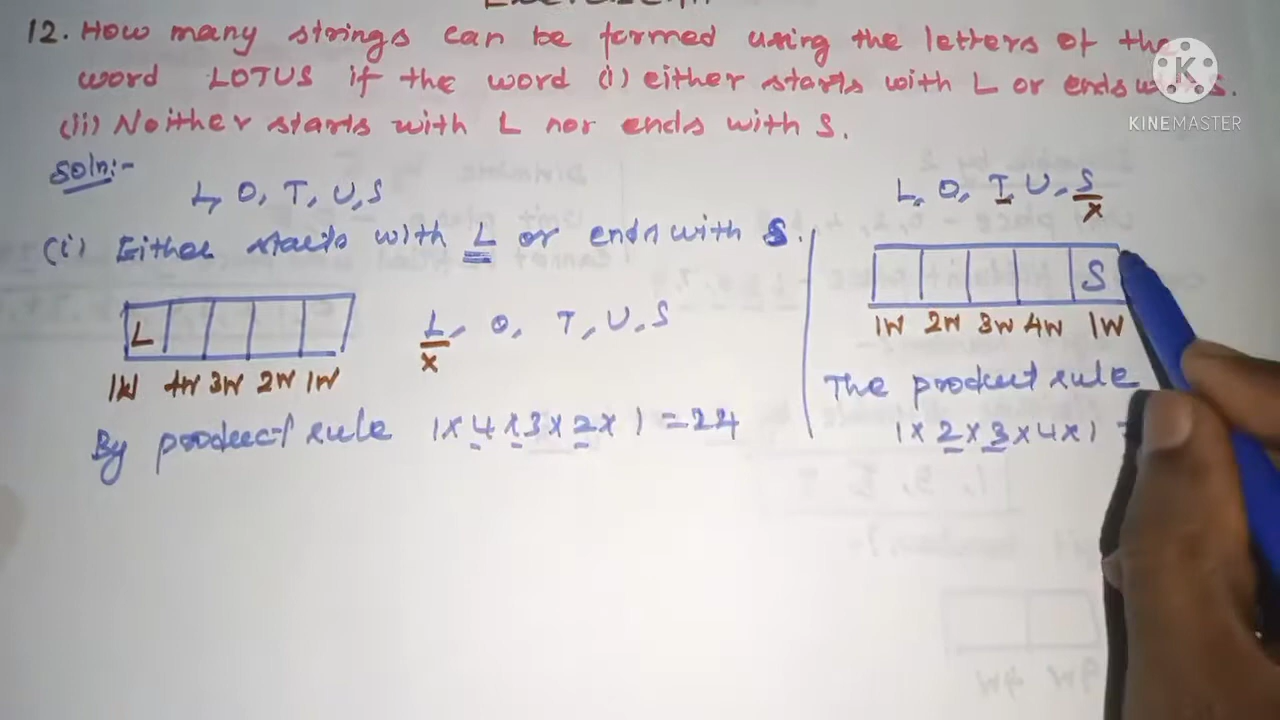 12. How many strings can be formed using the letters of the
word LOTUS if the word (i) either starts with L or ends with S.
(ii) Neither starts with L nor ends with S.
Soln:-
L, O, T, U, S
(i) Either starts with L or ends with S.
L
1W 4W 3W 2W 1W
L, O, T, U, S
x
By product rule 1 x 4 x 3 x 2 x 1 = 24
L, O, T, U, S
x
S
1W 2W 3W 4W 1W
The product rule
1 x 2 x 3 x 4 x 1 =
K
KINEMASTER